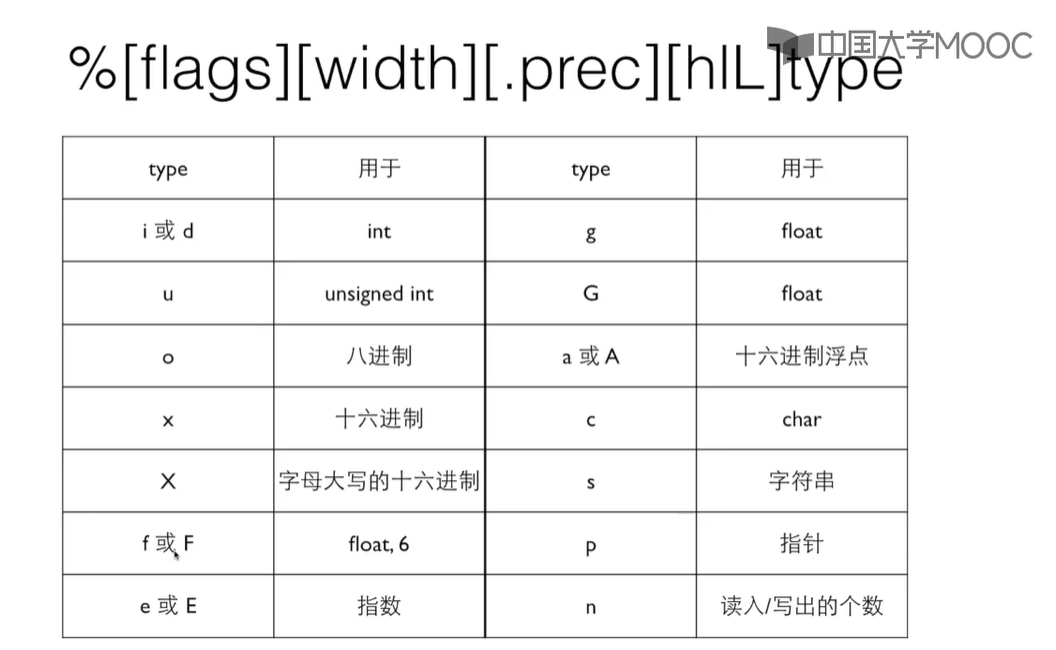 中国大学MOOC
%[flags][width][.prec][hlL]type
type 用于 type 用于
i 或 d int g float
u unsigned int G float
o 八进制 a 或 A 十六进制浮点
x 十六进制 c char
X 字母大写的十六进制 s 字符串
f 或 F float, 6 p 指针
e 或 E 指数 n 读入/写出的个数